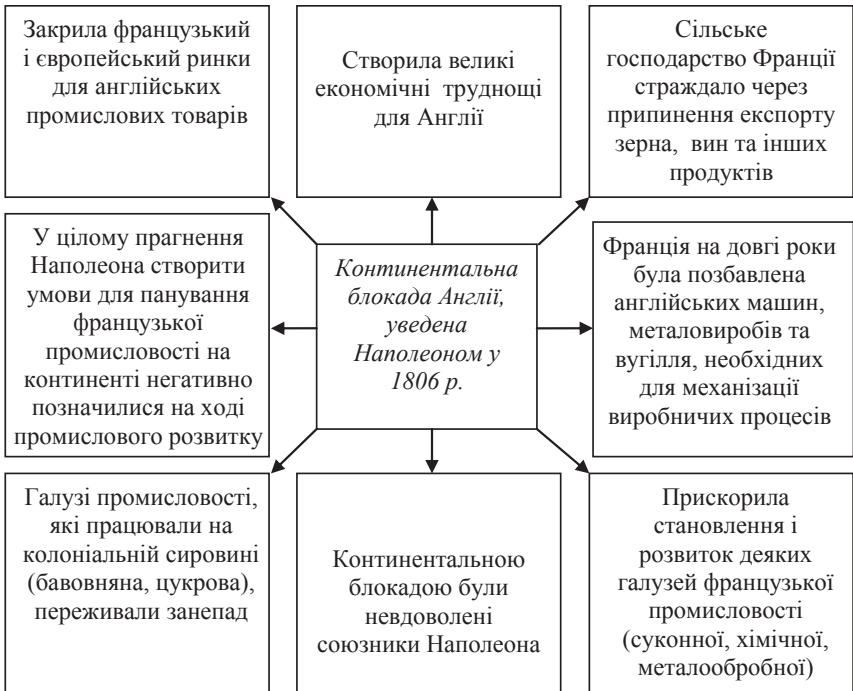 Закрила французький
і європейський ринки
для англійських
промислових товарів
Створила великі
економічні труднощі
для Англії
Сільське
господарство Франції
страждало через
припинення експорту
зерна, вин та інших
продуктів
У цілому прагнення
Наполеона створити
умови для панування
французької
промисловості на
континенті негативно
позначилися на ході
промислового розвитку
Континентальна
блокада Англії,
уведена
Наполеоном у
1806 р.
Франція на довгі роки
була позбавлена
англійських машин,
металовиробів та
вугілля, необхідних
для механізації
виробничих процесів
Галузі промисловості,
які працювали на
колоніальній сировині
(бавовняна, цукрова),
переживали занепад
Континентальною
блокадою були
невдоволені
союзники Наполеона
Прискорила
становлення і
розвиток деяких
галузей французької
промисловості
(суконної, хімічної,
металообробної)